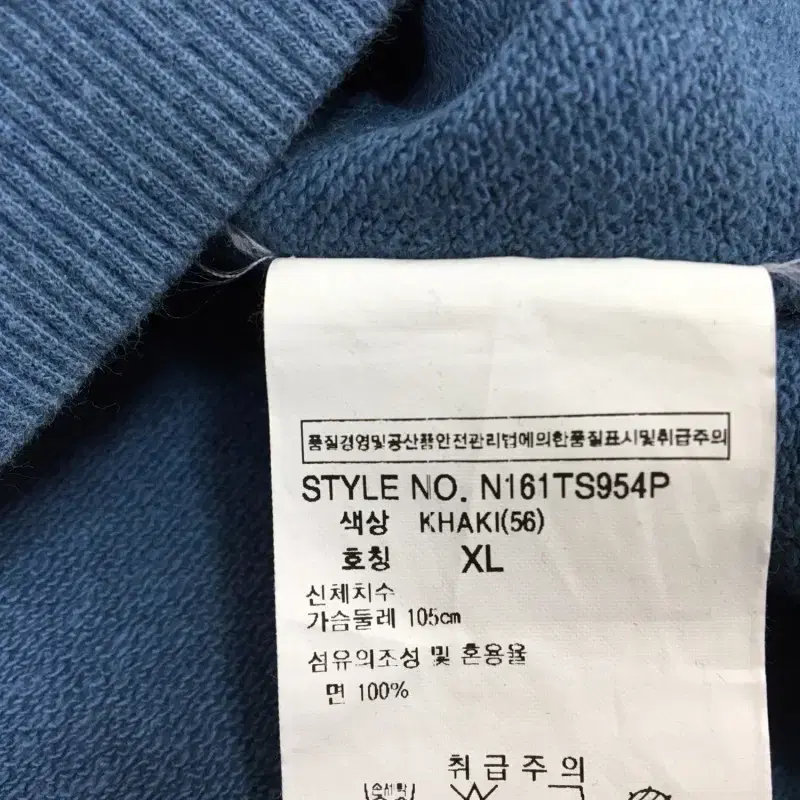 품질경영및공산품안전관리법에의한품질표시및취급주의
STYLE NO. N161TS954P
색상 KHAKI(56)
호칭 XL
신체치수
가슴둘레 105cm
섬유의조성 및 혼용율
면 100%
취급주의
손세탁